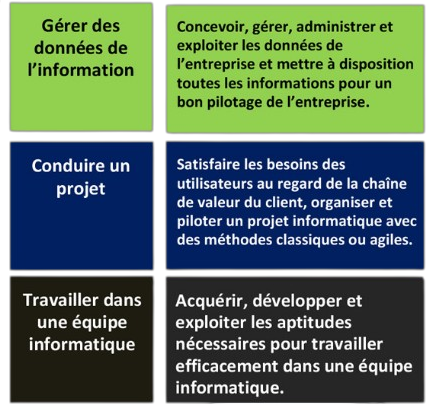 Gérer des
données de
l’information
Concevoir, gérer, administrer et
exploiter les données de
l’entreprise et mettre à disposition
toutes les informations pour un
bon pilotage de l’entreprise.
Conduire un
projet
Satisfaire les besoins des
utilisateurs au regard de la chaîne
de valeur du client, organiser et
piloter un projet informatique avec
des méthodes classiques ou agiles.
Travailler dans
une équipe
informatique
Acquérir, développer et
exploiter les aptitudes
nécessaires pour travailler
efficacement dans une équipe
informatique.